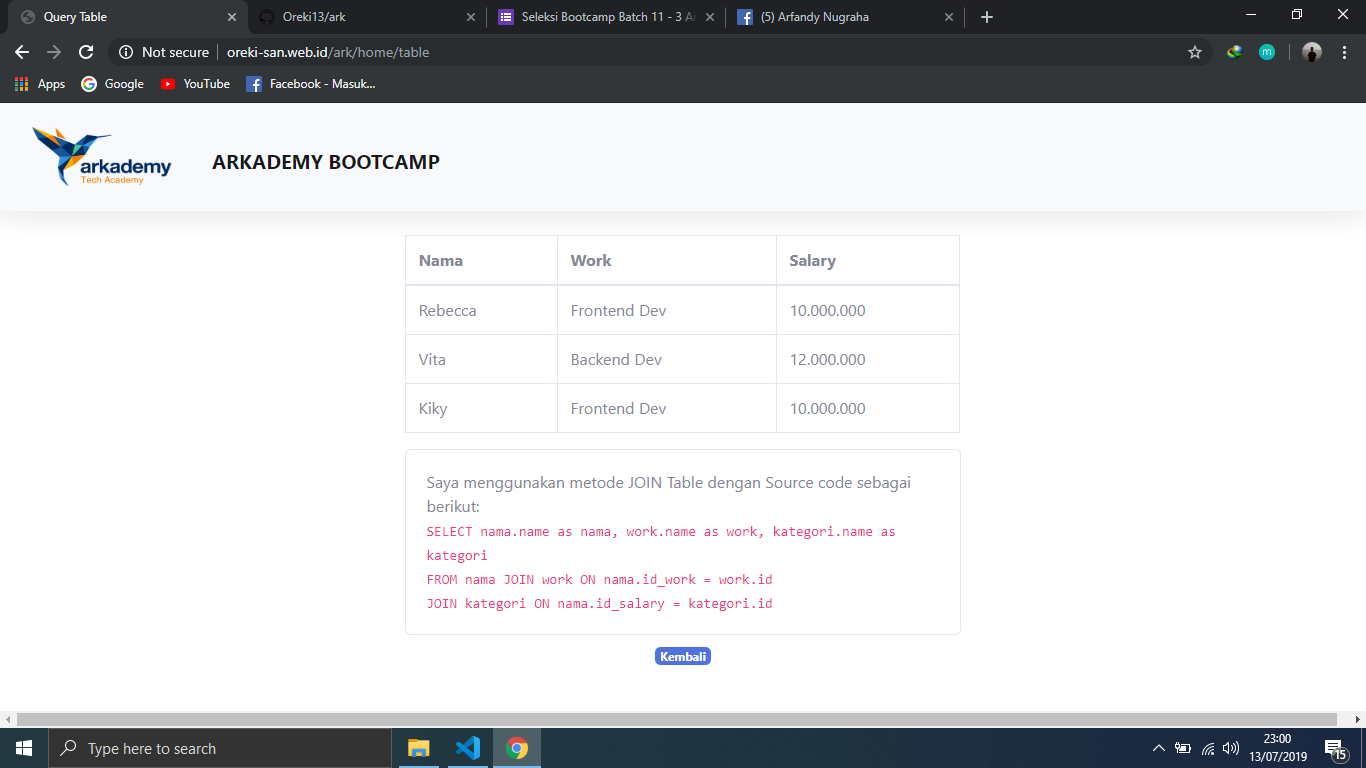 Query Table
Oreki13/ark
Seleksi Bootcamp Batch 11 - 3 A
(5) Arfandy Nugraha
Not secure
oreki-san.web.id/ark/home/table
m
Apps
Google
YouTube
Facebook - Masuk...
arkademy
Tech Academy
ARKADEMY BOOTCAMP
Nama Work Salary
Rebecca Frontend Dev 10.000.000
Vita Backend Dev 12.000.000
Kiky Frontend Dev 10.000.000
Saya menggunakan metode JOIN Table dengan Source code sebagai
berikut:
SELECT nama.name as nama, work.name as work, kategori.name as
kategori
FROM nama JOIN work ON nama.id_work = work.id
JOIN kategori ON nama.id_salary = kategori.id
Kembali
Type here to search
23:00
13/07/2019
15